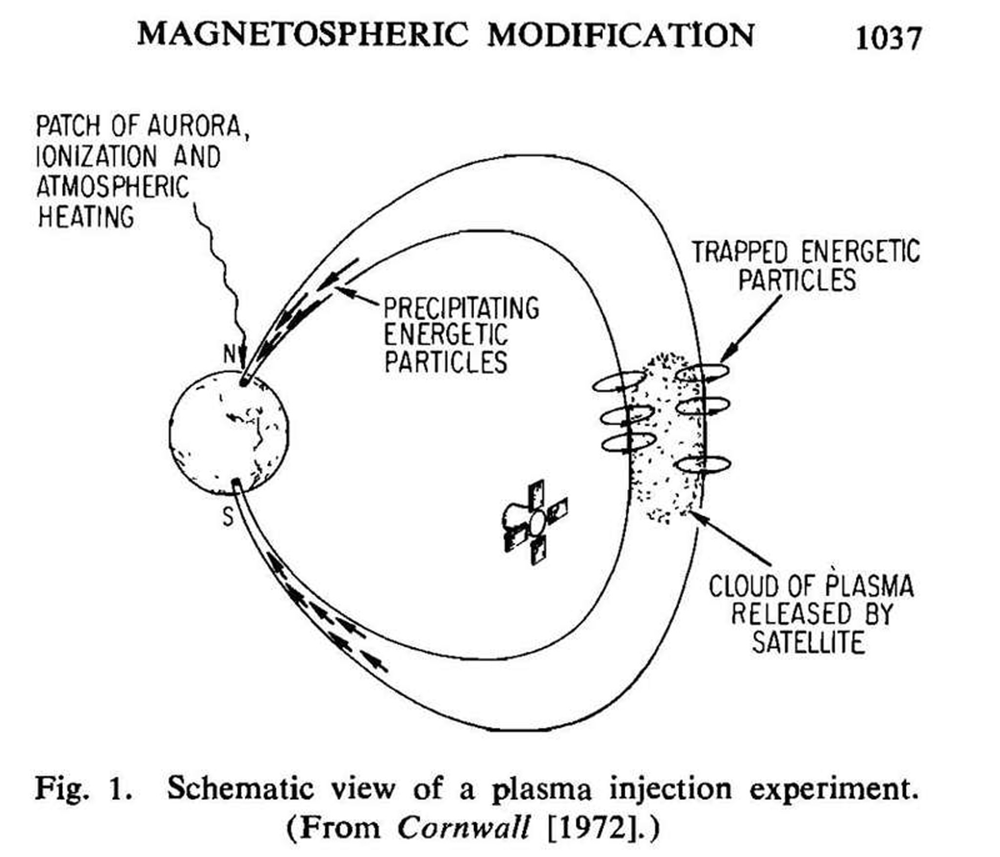 MAGNETOSPHERIC MODIFICATION 1037
PATCH OF AURORA,
IONIZATION AND
ATMOSPHERIC
HEATING
TRAPPED ENERGETIC
PARTICLES
PRECIPITATING
ENERGETIC
PARTICLES
N
S
CLOUD OF PLASMA
RELEASED BY
SATELLITE
Fig. 1. Schematic view of a plasma injection experiment.
(From Cornwall [1972].)